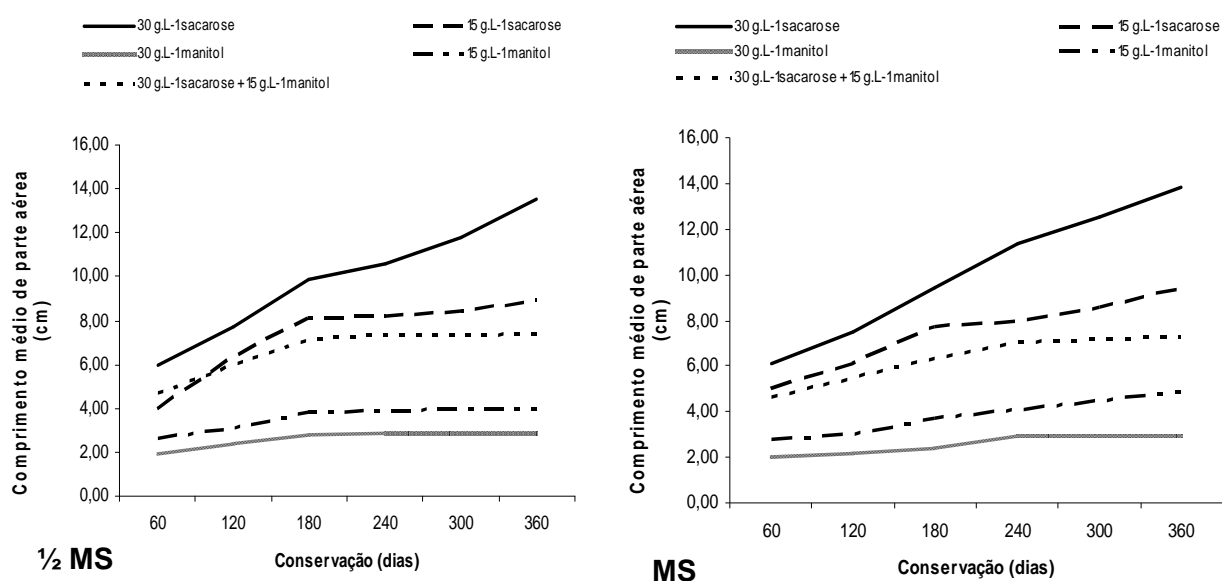 30 g.L-1sacarose
15 g.L-1sacarose
30 g.L-1manitol
15 g.L-1manitol
30 g.L-1sacarose + 15 g.L-1manitol
Comprimento médio de parte aérea
(cm)
16,00
14,00
12,00
10,00
8,00
6,00
4,00
2,00
0,00
60 120 180 240 300 360
Conservação (dias)
½ MS
30 g.L-1sacarose
15 g.L-1sacarose
30 g.L-1manitol
15 g.L-1manitol
30 g.L-1sacarose + 15 g.L-1manitol
Comprimento médio de parte aérea
(cm)
16,00
14,00
12,00
10,00
8,00
6,00
4,00
2,00
0,00
60 120 180 240 300 360
Conservação (dias)
MS